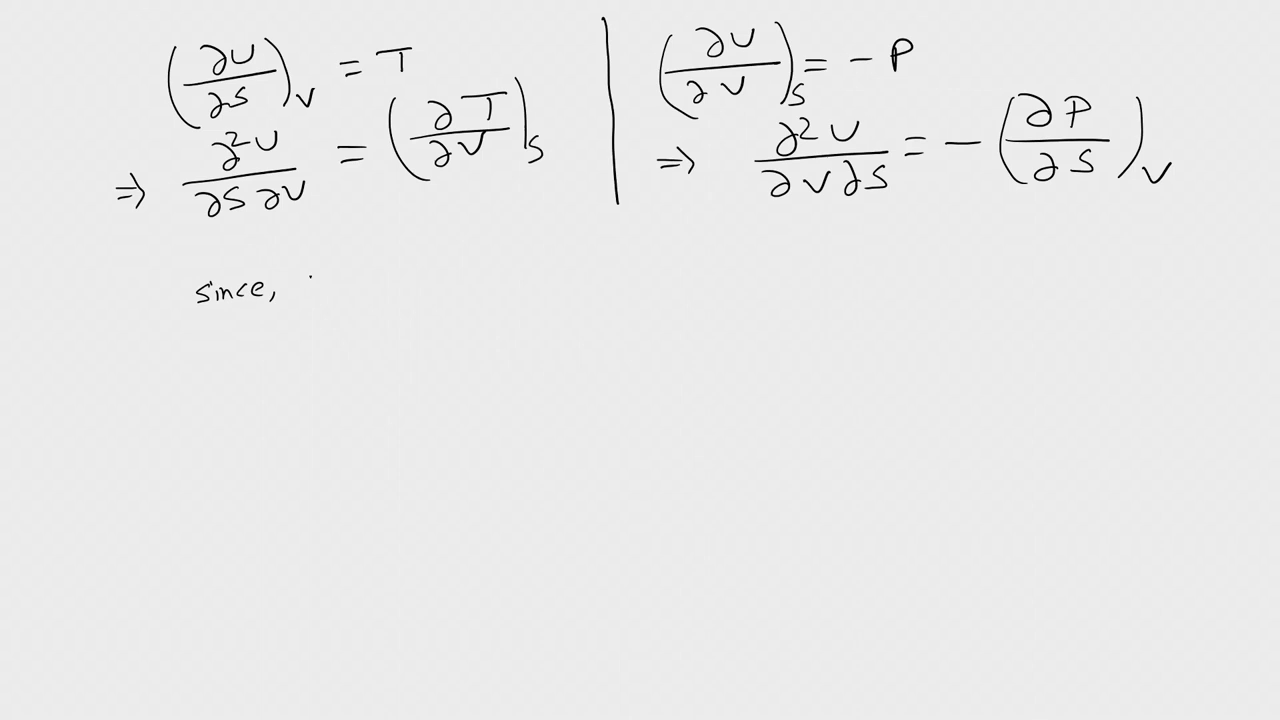 (∂U/∂S)_V = T
⇒ ∂²U/∂S∂V = (∂T/∂V)_S
(∂U/∂V)_S = -P
⇒ ∂²U/∂V∂S = -(∂P/∂S)_V
since,